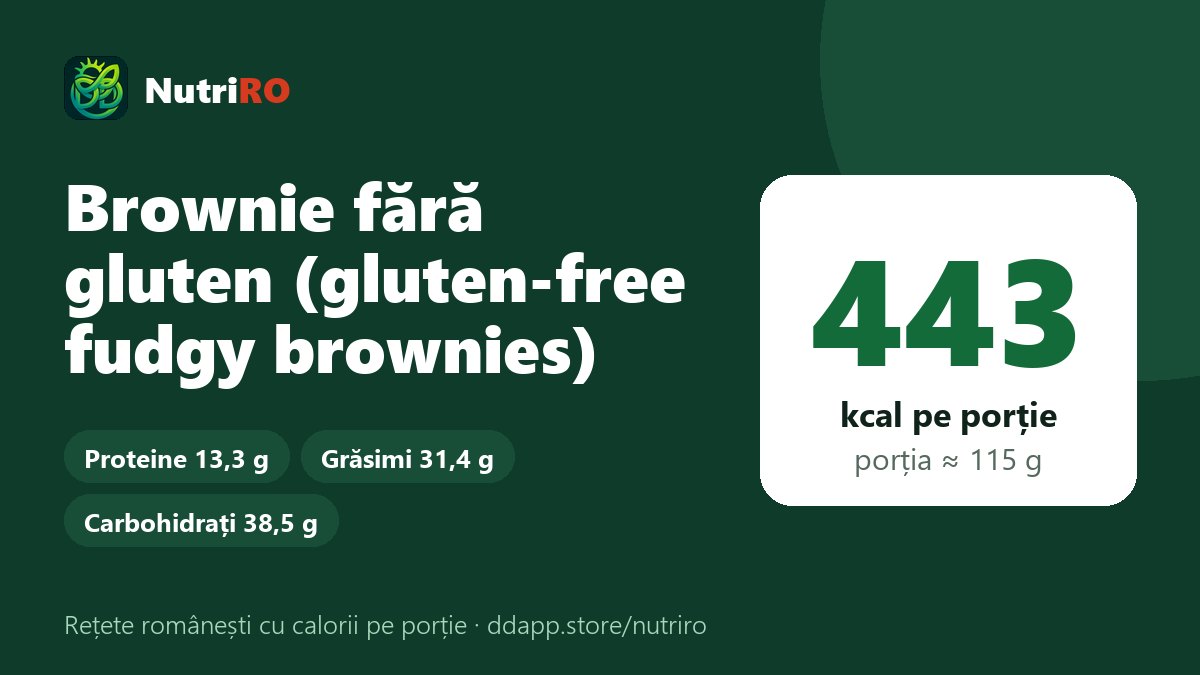 NutriRO
Brownie fără
gluten (gluten-free
fudgy brownies)
Proteine 13,3 g
Grăsimi 31,4 g
Carbohidrați 38,5 g
443
kcal pe porție
porția ≈ 115 g
Rețete românești cu calorii pe porție · ddapp.store/nutriro